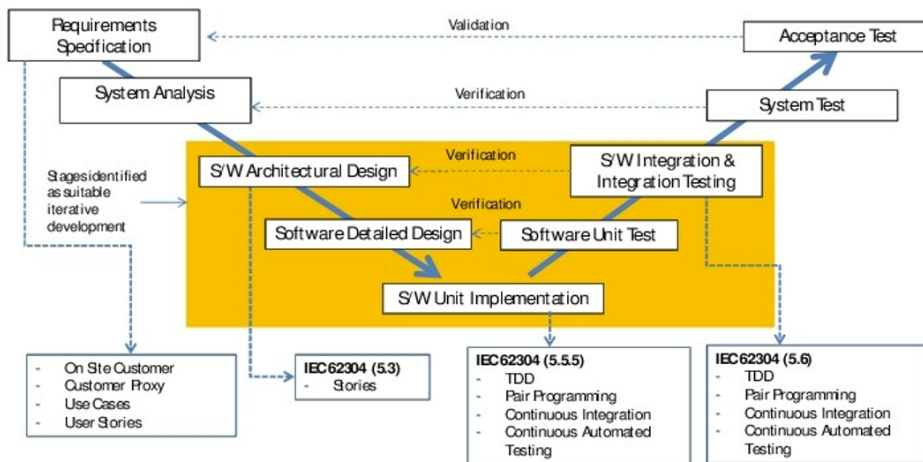 Requirements
Specification
Validation
Acceptance Test
System Analysis
Verification
System Test
Stages identified
as suitable
iterative
development
S/W Architectural Design
Verification
S/W Integration &
Integration Testing
Verification
Software Detailed Design
Software Unit Test
S/W Unit Implementation
- On Site Customer
- Customer Proxy
- Use Cases
- User Stories
IEC62304 (5.3)
- Stories
IEC62304 (5.5.5)
- TDD
- Pair Programming
- Continuous Integration
- Continuous Automated
Testing
IEC62304 (5.6)
- TDD
- Pair Programming
- Continuous Integration
- Continuous Automated
Testing